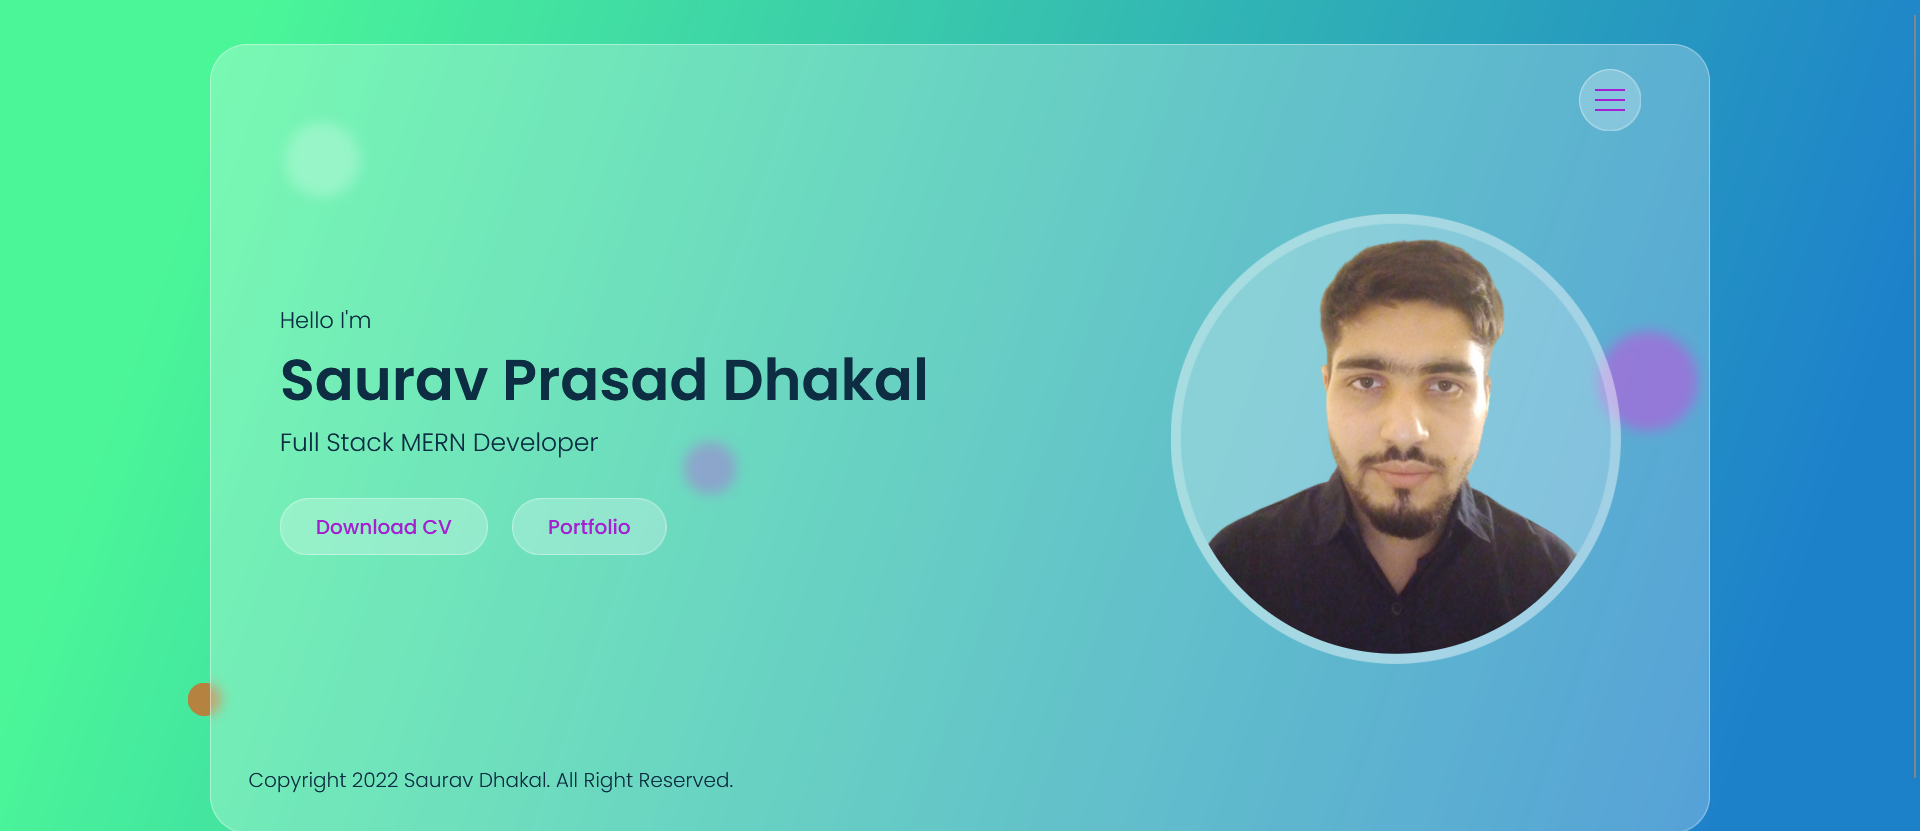 Hello I'm
Saurav Prasad Dhakal
Full Stack MERN Developer
Download CV
Portfolio
Copyright 2022 Saurav Dhakal. All Right Reserved.